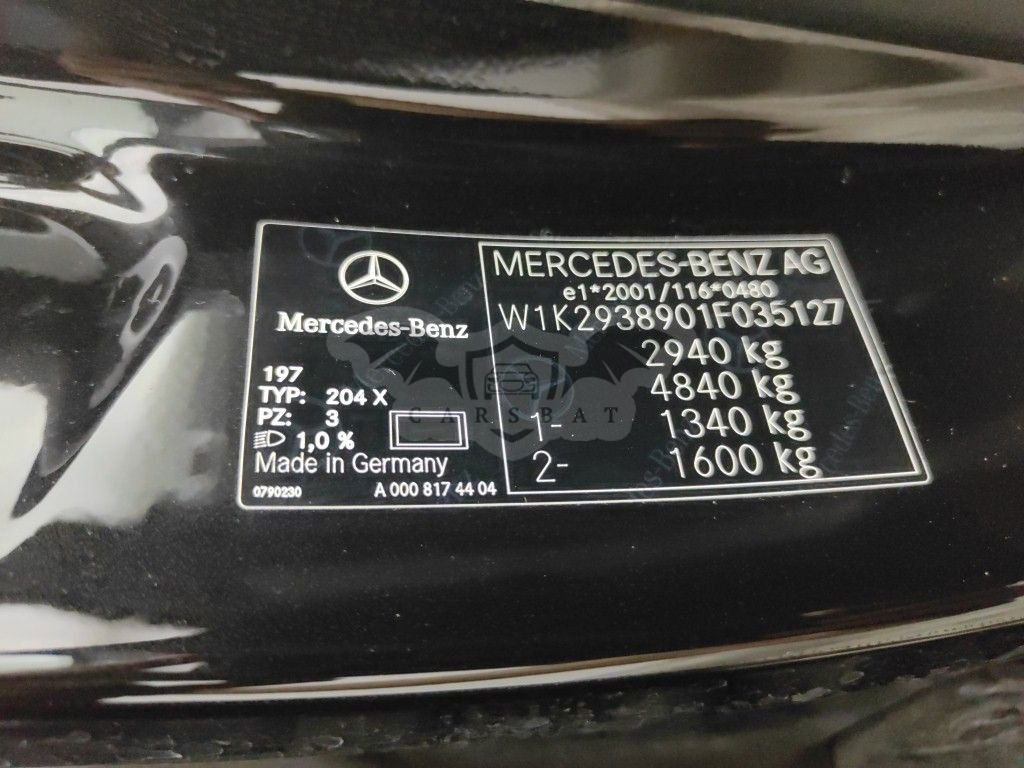 Mercedes-Benz
197
TYP: 204 X
PZ: 3
1,0 %
Made in Germany
0790230 A 000 817 44 04
MERCEDES-BENZ AG
e1*2001/116*0480
W1K2938901F035127
2940 kg
4840 kg
1- 1340 kg
2- 1600 kg
CARSBAT